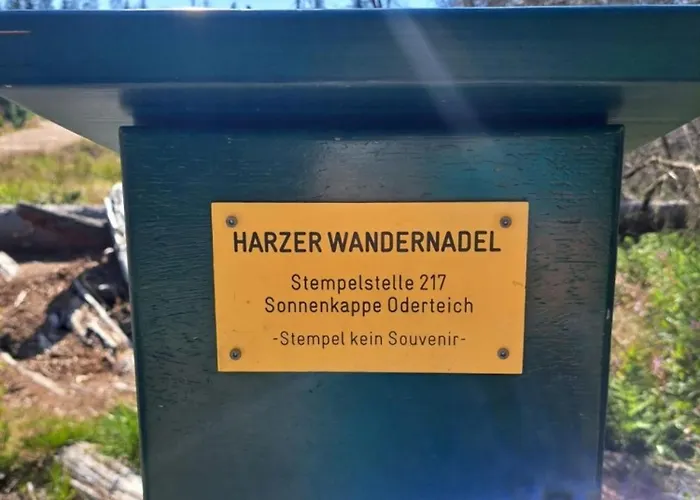 HARZER WANDERNADEL
Stempelstelle 217
Sonnenkappe Oderteich
-Stempel kein Souvenir-